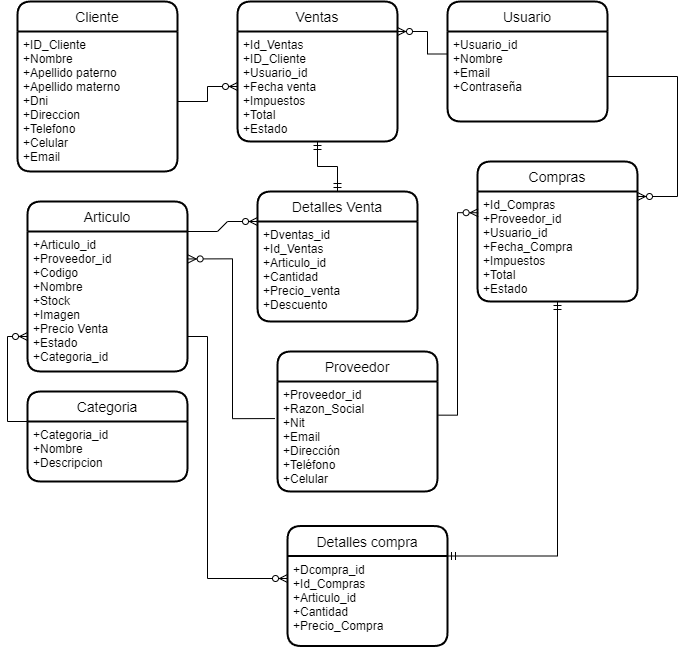 Cliente
+ID_Cliente
+Nombre
+Apellido paterno
+Apellido materno
+Dni
+Direccion
+Telefono
+Celular
+Email
Ventas
+Id_Ventas
+ID_Cliente
+Usuario_id
+Fecha venta
+Impuestos
+Total
+Estado
Usuario
+Usuario_id
+Nombre
+Email
+Contraseña
Compras
+Id_Compras
+Proveedor_id
+Usuario_id
+Fecha_Compra
+Impuestos
+Total
+Estado
Articulo
+Articulo_id
+Proveedor_id
+Codigo
+Nombre
+Stock
+Imagen
+Precio Venta
+Estado
+Categoria_id
Detalles Venta
+Dventas_id
+Id_Ventas
+Articulo_id
+Cantidad
+Precio_venta
+Descuento
Proveedor
+Proveedor_id
+Razon_Social
+Nit
+Email
+Dirección
+Teléfono
+Celular
Categoria
+Categoria_id
+Nombre
+Descripcion
Detalles compra
+Dcompra_id
+Id_Compras
+Articulo_id
+Cantidad
+Precio_Compra